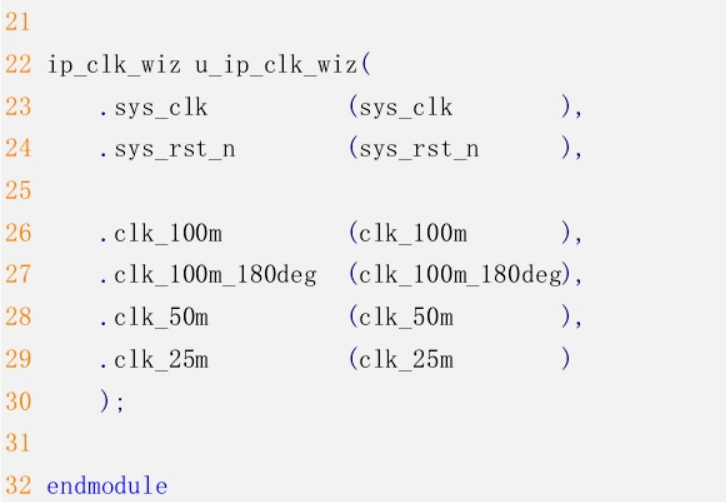 21
22 ip_clk_wiz u_ip_clk_wiz(
23     .sys_clk          (sys_clk        ),
24     .sys_rst_n        (sys_rst_n      ),
25
26     .clk_100m         (clk_100m       ),
27     .clk_100m_180deg  (clk_100m_180deg),
28     .clk_50m          (clk_50m        ),
29     .clk_25m          (clk_25m        )
30     );
31
32 endmodule